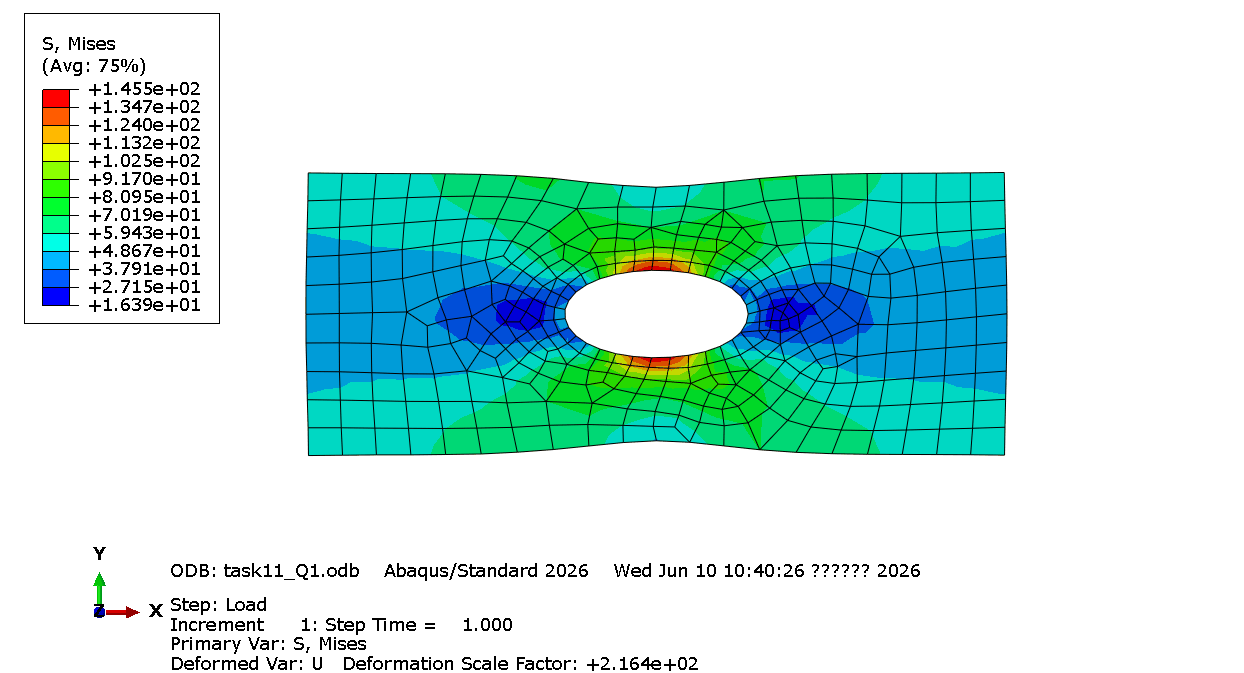 S, Mises
(Avg: 75%)
+1.455e+02
+1.347e+02
+1.240e+02
+1.132e+02
+1.025e+02
+9.170e+01
+8.095e+01
+7.019e+01
+5.943e+01
+4.867e+01
+3.791e+01
+2.715e+01
+1.639e+01
Y
Z X
ODB: task11_Q1.odb Abaqus/Standard 2026 Wed Jun 10 10:40:26 ?????? 2026
Step: Load
Increment 1: Step Time = 1.000
Primary Var: S, Mises
Deformed Var: U Deformation Scale Factor: +2.164e+02